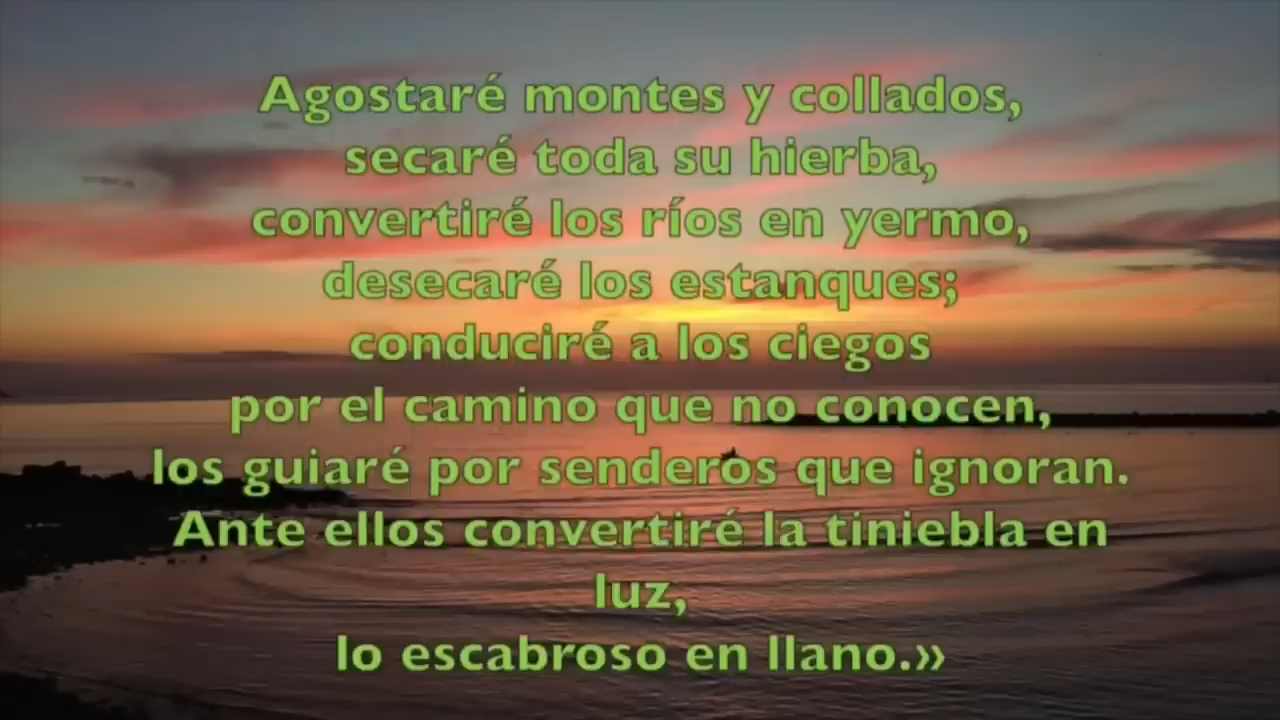 Agostaré montes y collados,
secaré toda su hierba,
convertiré los ríos en yermo,
desecaré los estanques;
conduciré a los ciegos
por el camino que no conocen,
los guiaré por senderos que ignoran.
Ante ellos convertiré la tiniebla en
luz,
lo escabroso en llano.»